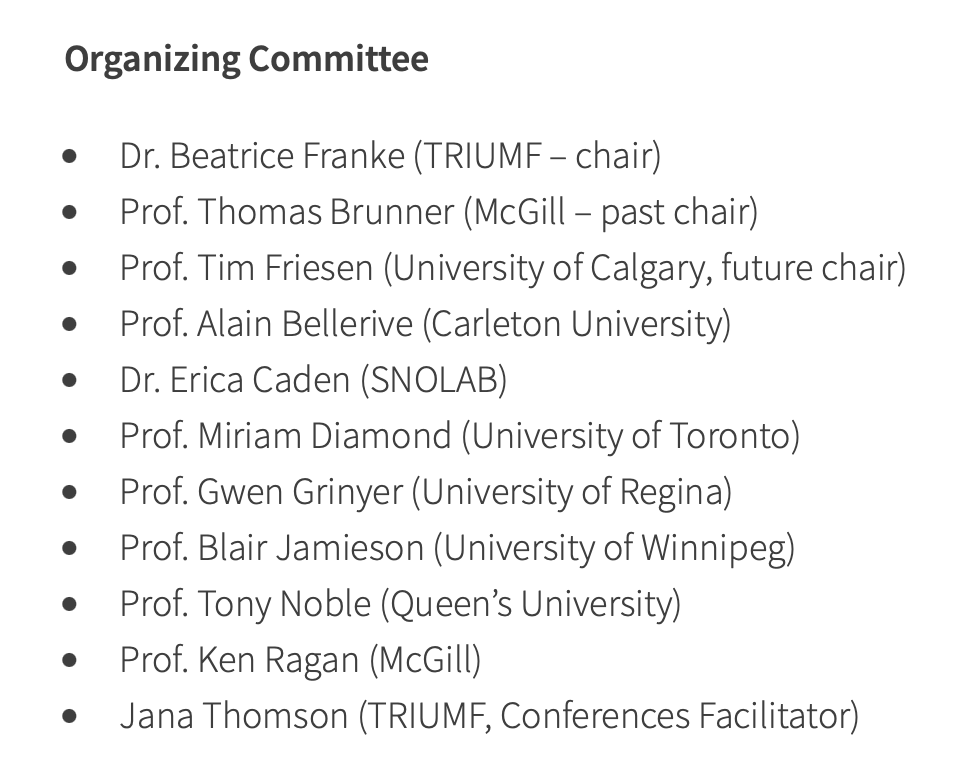 Organizing Committee
• Dr. Beatrice Franke (TRIUMF – chair)
• Prof. Thomas Brunner (McGill – past chair)
• Prof. Tim Friesen (University of Calgary, future chair)
• Prof. Alain Bellerive (Carleton University)
• Dr. Erica Caden (SNOLAB)
• Prof. Miriam Diamond (University of Toronto)
• Prof. Gwen Grinyer (University of Regina)
• Prof. Blair Jamieson (University of Winnipeg)
• Prof. Tony Noble (Queen’s University)
• Prof. Ken Ragan (McGill)
• Jana Thomson (TRIUMF, Conferences Facilitator)